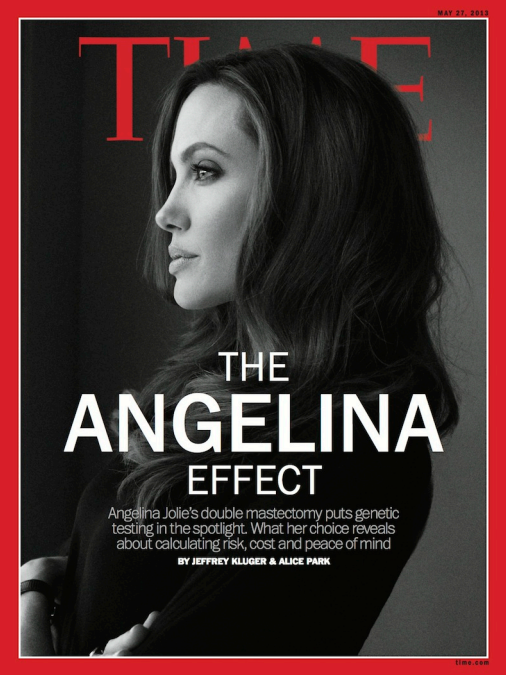 MAY 27, 2013
TIME
THE
ANGELINA
EFFECT
Angelina Jolie's double mastectomy puts genetic
testing in the spotlight. What her choice reveals
about calculating risk, cost and peace of mind
BY JEFFREY KLUGER & ALICE PARK
time.com